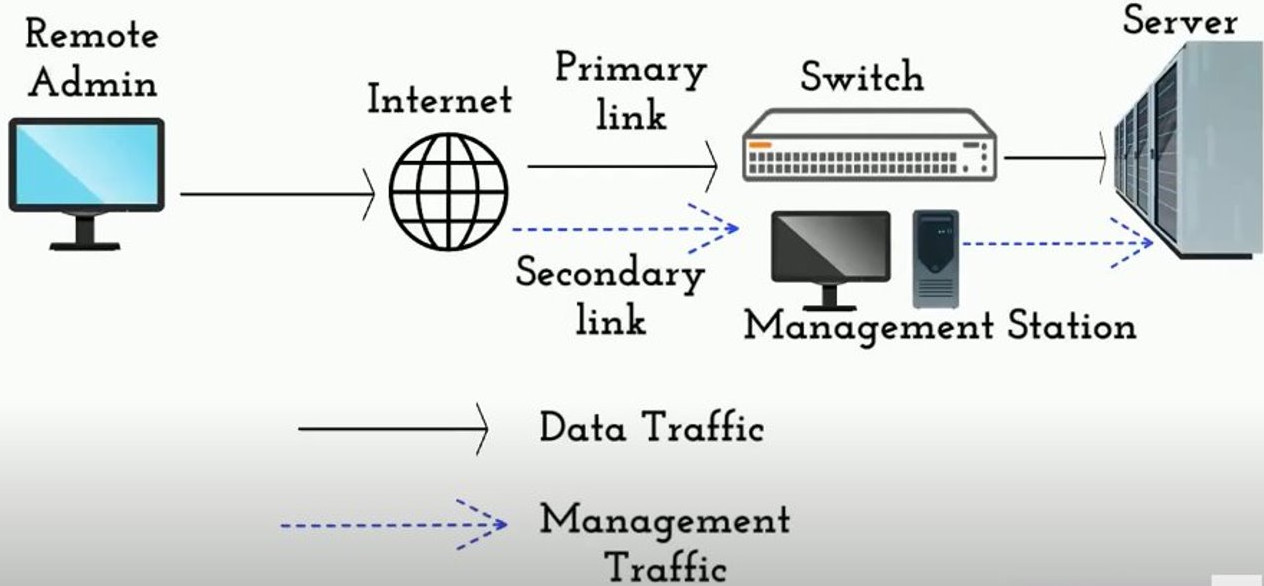 Remote
Admin
Internet
Primary
link
Switch
Server
Secondary
link
Management Station
Data Traffic
Management
Traffic